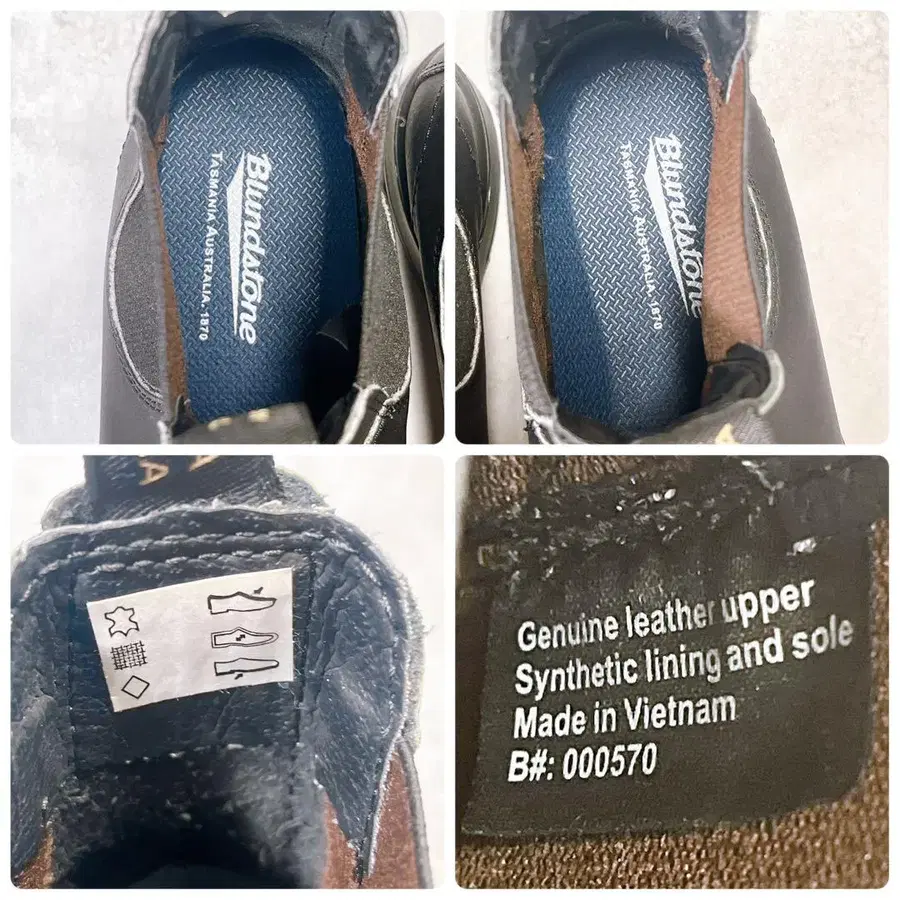 Blundstone
TASMANIA AUSTRALIA. 1870
Blundstone
TASMANIA AUSTRALIA. 1870
A
A
Genuine leather upper
Synthetic lining and sole
Made in Vietnam
B#: 000570